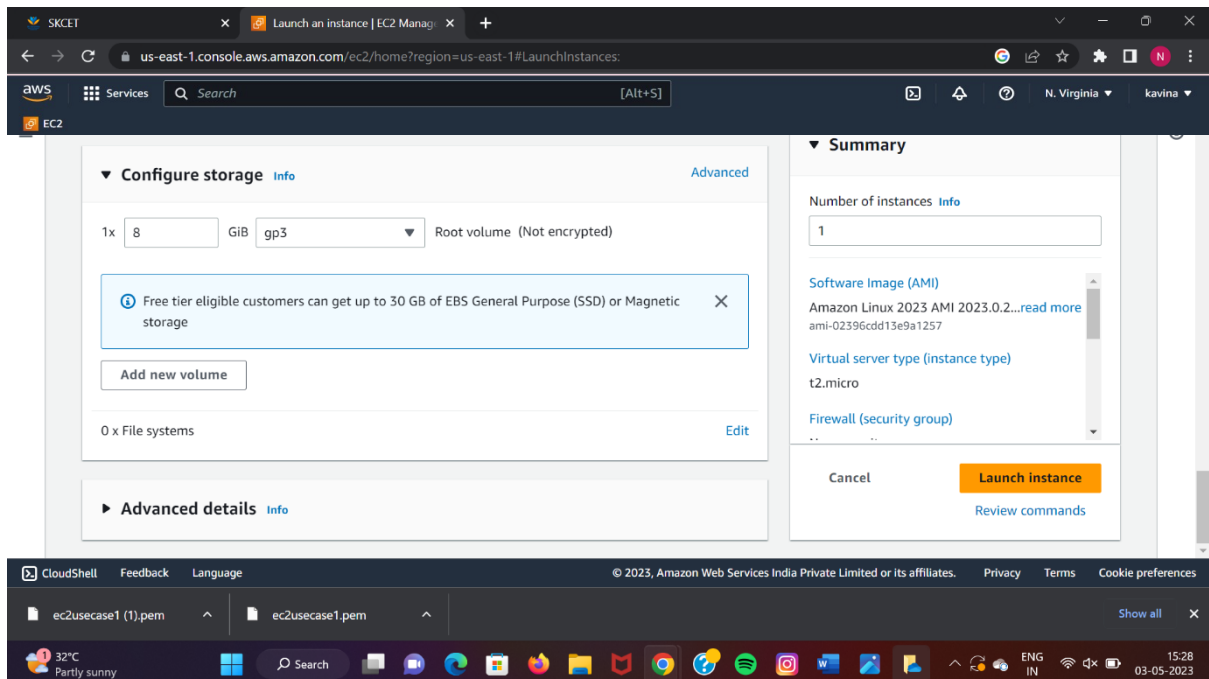 SKCET
Launch an instance | EC2 Manage
us-east-1.console.aws.amazon.com/ec2/home?region=us-east-1#LaunchInstances:
N
aws
Services
Search
[Alt+S]
N. Virginia
kavina
EC2
Configure storage Info
Advanced
1x 8 GiB gp3 Root volume (Not encrypted)
Free tier eligible customers can get up to 30 GB of EBS General Purpose (SSD) or Magnetic
storage
Add new volume
0 x File systems
Edit
Advanced details Info
Summary
Number of instances Info
1
Software Image (AMI)
Amazon Linux 2023 AMI 2023.0.2...read more
ami-02396cdd13e9a1257
Virtual server type (instance type)
t2.micro
Firewall (security group)
Cancel
Launch instance
Review commands
CloudShell Feedback Language
© 2023, Amazon Web Services India Private Limited or its affiliates. Privacy Terms Cookie preferences
ec2usecase1 (1).pem
ec2usecase1.pem
Show all
1
32°C
Partly sunny
Search
ENG
IN
15:28
03-05-2023